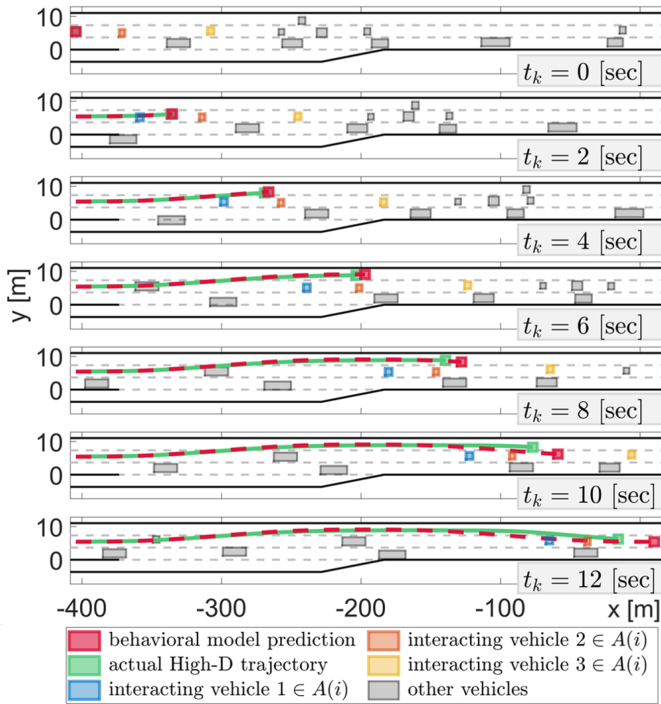 10
0
t_k = 0 [sec]
10
0
t_k = 2 [sec]
10
0
t_k = 4 [sec]
y [m]
10
0
t_k = 6 [sec]
10
0
t_k = 8 [sec]
10
0
t_k = 10 [sec]
10
0
t_k = 12 [sec]
-400 -300 -200 -100 x [m]
behavioral model prediction interacting vehicle 2 ∈ A(i)
actual High-D trajectory interacting vehicle 3 ∈ A(i)
interacting vehicle 1 ∈ A(i) other vehicles